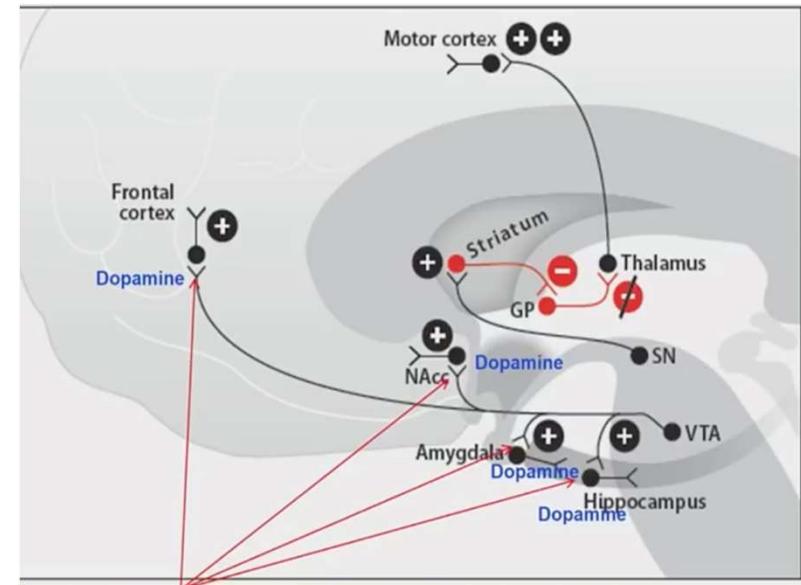 Motor cortex
Frontal
cortex
Dopamine
Striatum
Thalamus
GP
SN
NAcc
Dopamine
VTA
Amygdala
Dopamine
Hippocampus
Dopamine